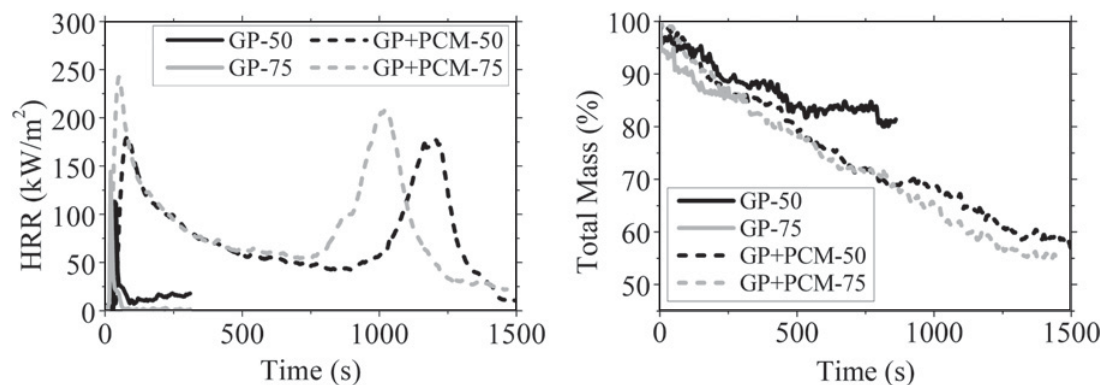 300
250
200
150
100
50
0
HRR (kW/m²)
GP-50 GP+PCM-50
GP-75 GP+PCM-75
0 500 1000 1500
Time (s)
100
90
80
70
60
50
Total Mass (%)
GP-50
GP-75
GP+PCM-50
GP+PCM-75
0 500 1000 1500
Time (s)